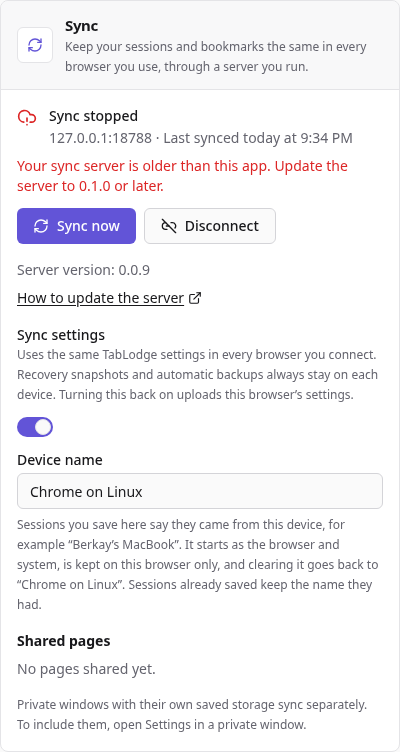 Sync
Keep your sessions and bookmarks the same in every
browser you use, through a server you run.
Sync stopped
127.0.0.1:18788 · Last synced today at 9:34 PM
Your sync server is older than this app. Update the
server to 0.1.0 or later.
Sync now
Disconnect
Server version: 0.0.9
How to update the server
Sync settings
Uses the same TabLodge settings in every browser you connect.
Recovery snapshots and automatic backups always stay on each
device. Turning this back on uploads this browser’s settings.
Device name
Chrome on Linux
Sessions you save here say they came from this device, for
example “Berkay’s MacBook”. It starts as the browser and
system, is kept on this browser only, and clearing it goes back to
“Chrome on Linux”. Sessions already saved keep the name they
had.
Shared pages
No pages shared yet.
Private windows with their own saved storage sync separately.
To include them, open Settings in a private window.